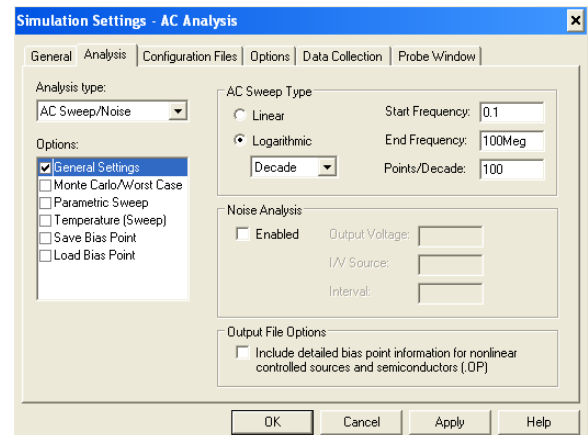 Simulation Settings - AC Analysis
General Analysis Configuration Files Options Data Collection Probe Window
Analysis type:
AC Sweep/Noise
Options:
General Settings
Monte Carlo/Worst Case
Parametric Sweep
Temperature (Sweep)
Save Bias Point
Load Bias Point
AC Sweep Type
Linear
Logarithmic
Decade
Start Frequency: 0.1
End Frequency: 100Meg
Points/Decade: 100
Noise Analysis
Enabled
Output Voltage:
I/V Source:
Interval:
Output File Options
Include detailed bias point information for nonlinear
controlled sources and semiconductors (.OP)
OK Cancel Apply Help